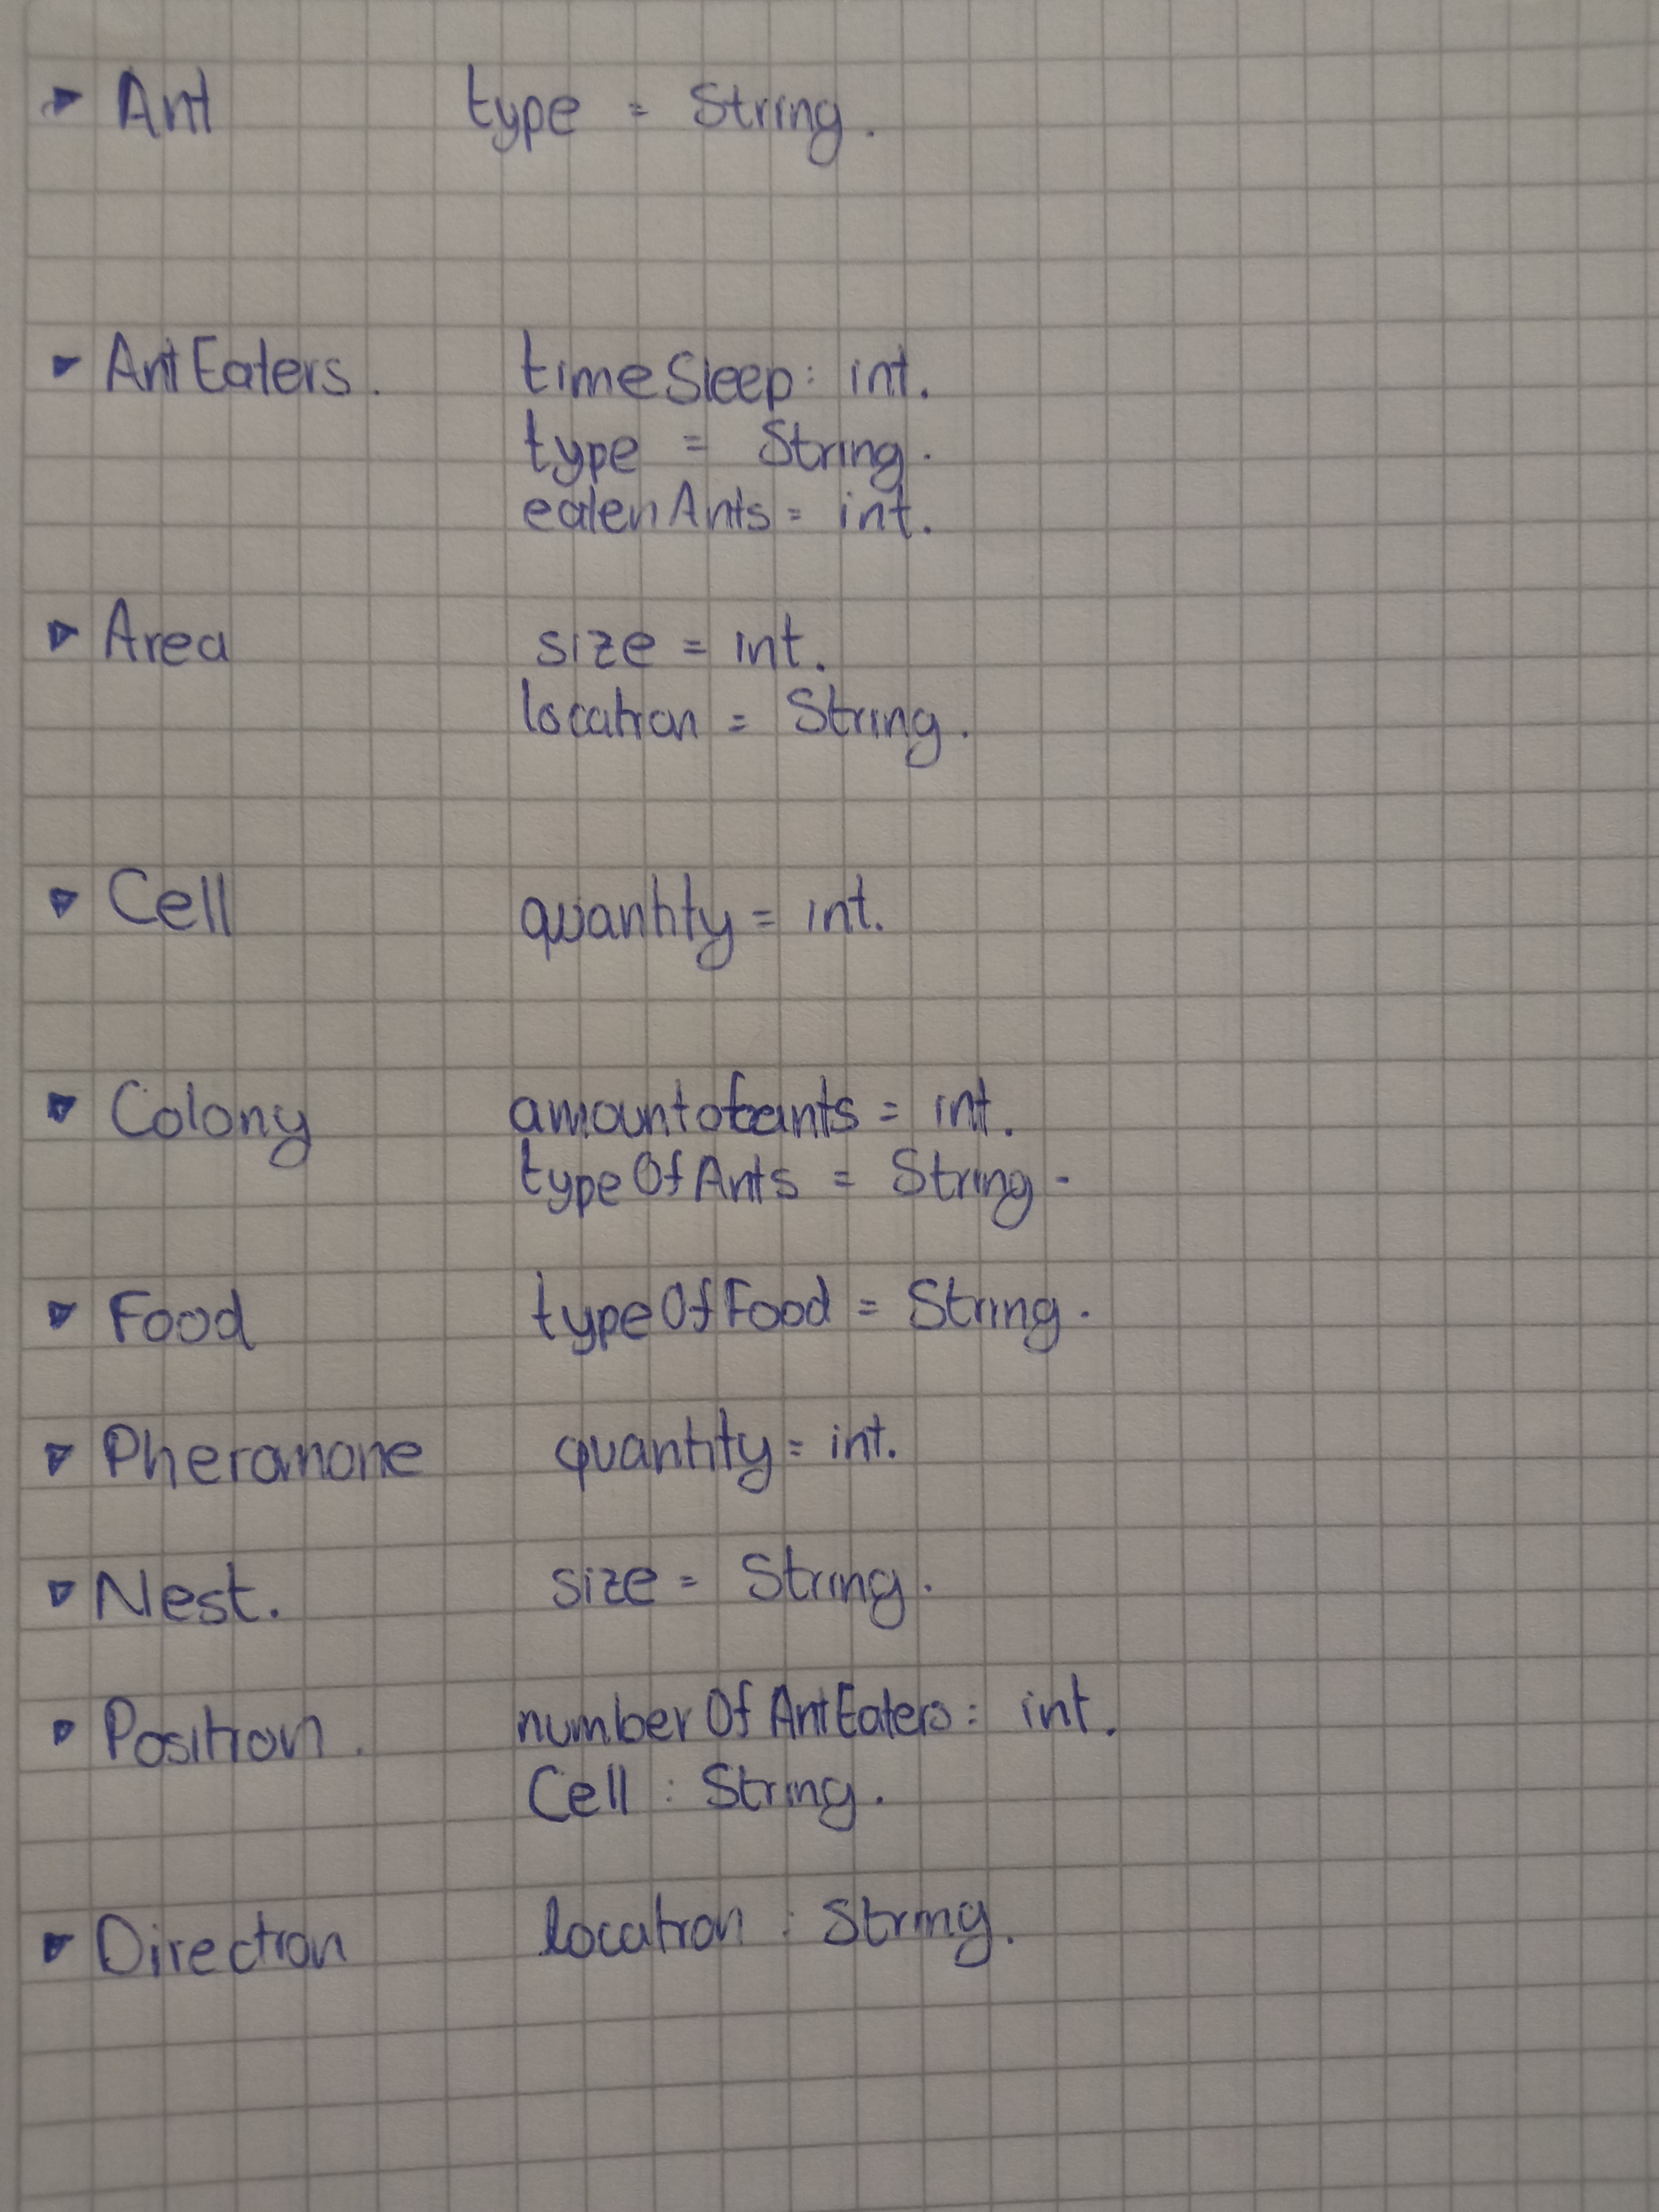 Ant type = String.
AntEaters. timeSleep: int.
type = String.
eatenAnts = int.
Area size = int.
location = String.
Cell quantity = int.
Colony = int.
typeOfAnts = String.
Food typeOfFood = String.
Pheramone quantity = int.
Nest. size = String.
Position. numberOfAntEaters: int.
Cell: String.
Direction location: String.